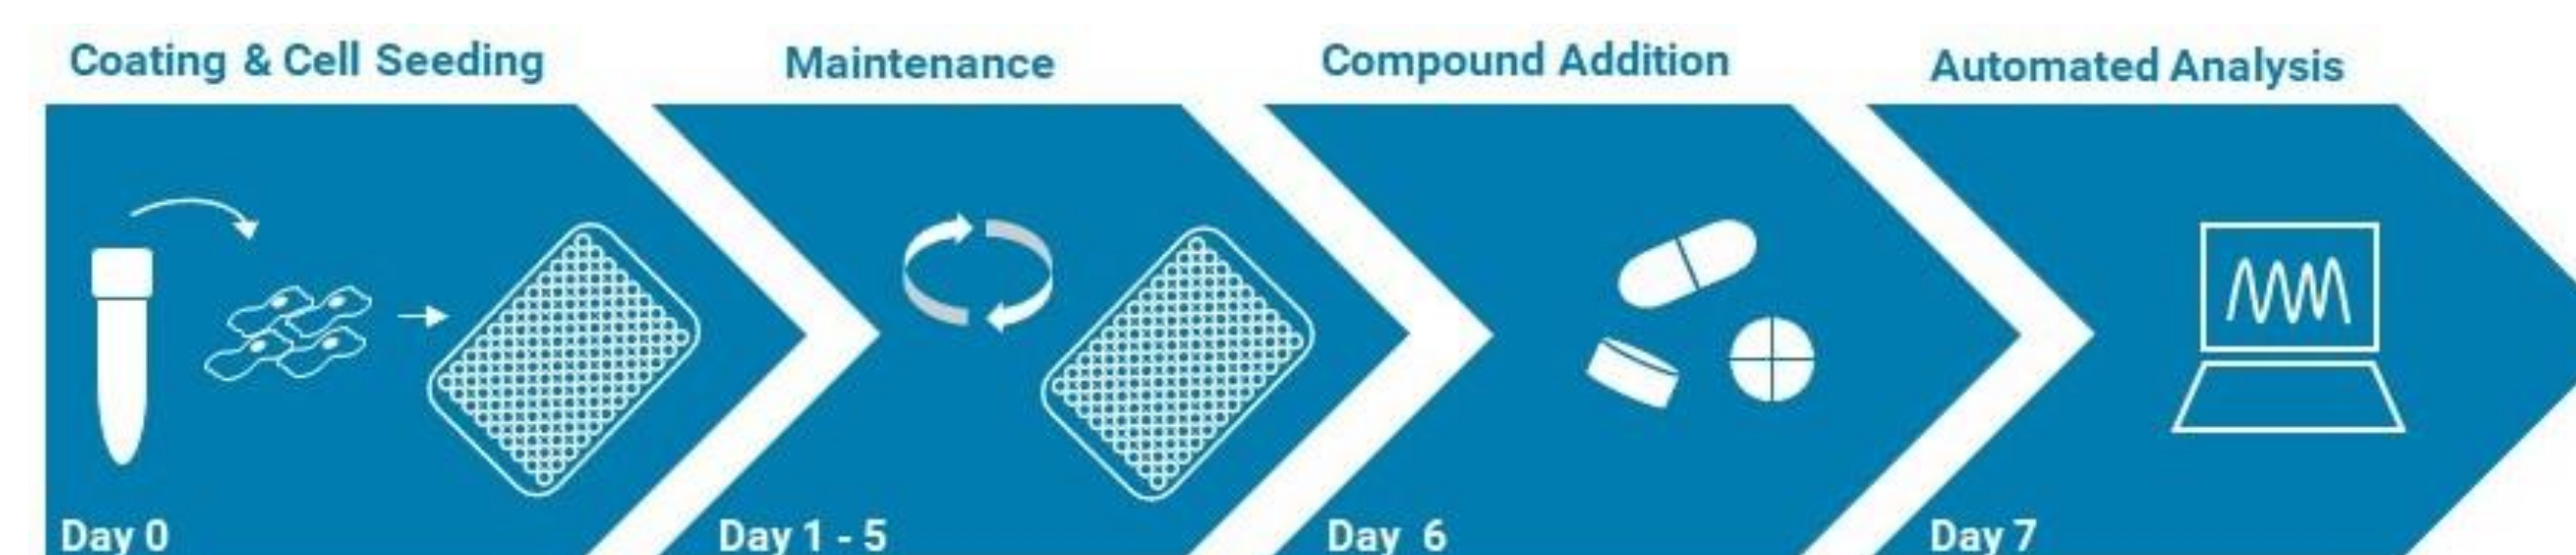 Coating & Cell Seeding
Maintenance
Compound Addition
Automated Analysis
Day 0
Day 1 - 5
Day 6
Day 7